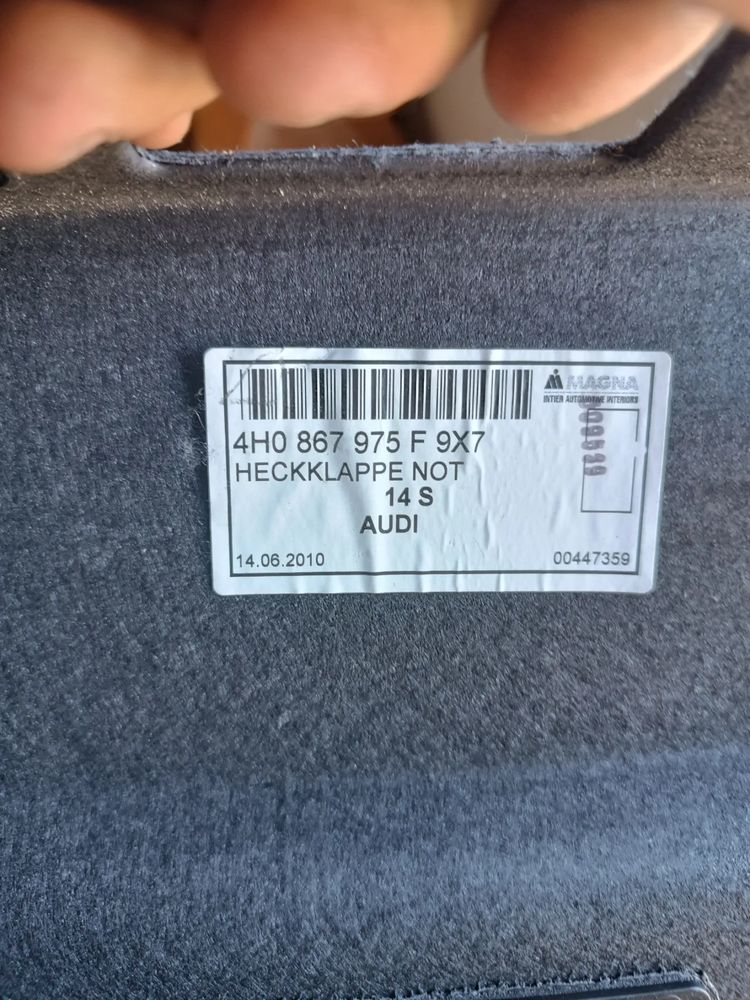 MAGNA
INTIER AUTOMOTIVE INTERIORS
4H0 867 975 F 9X7
HECKKLAPPE NOT
14 S
AUDI
14.06.2010
00447359